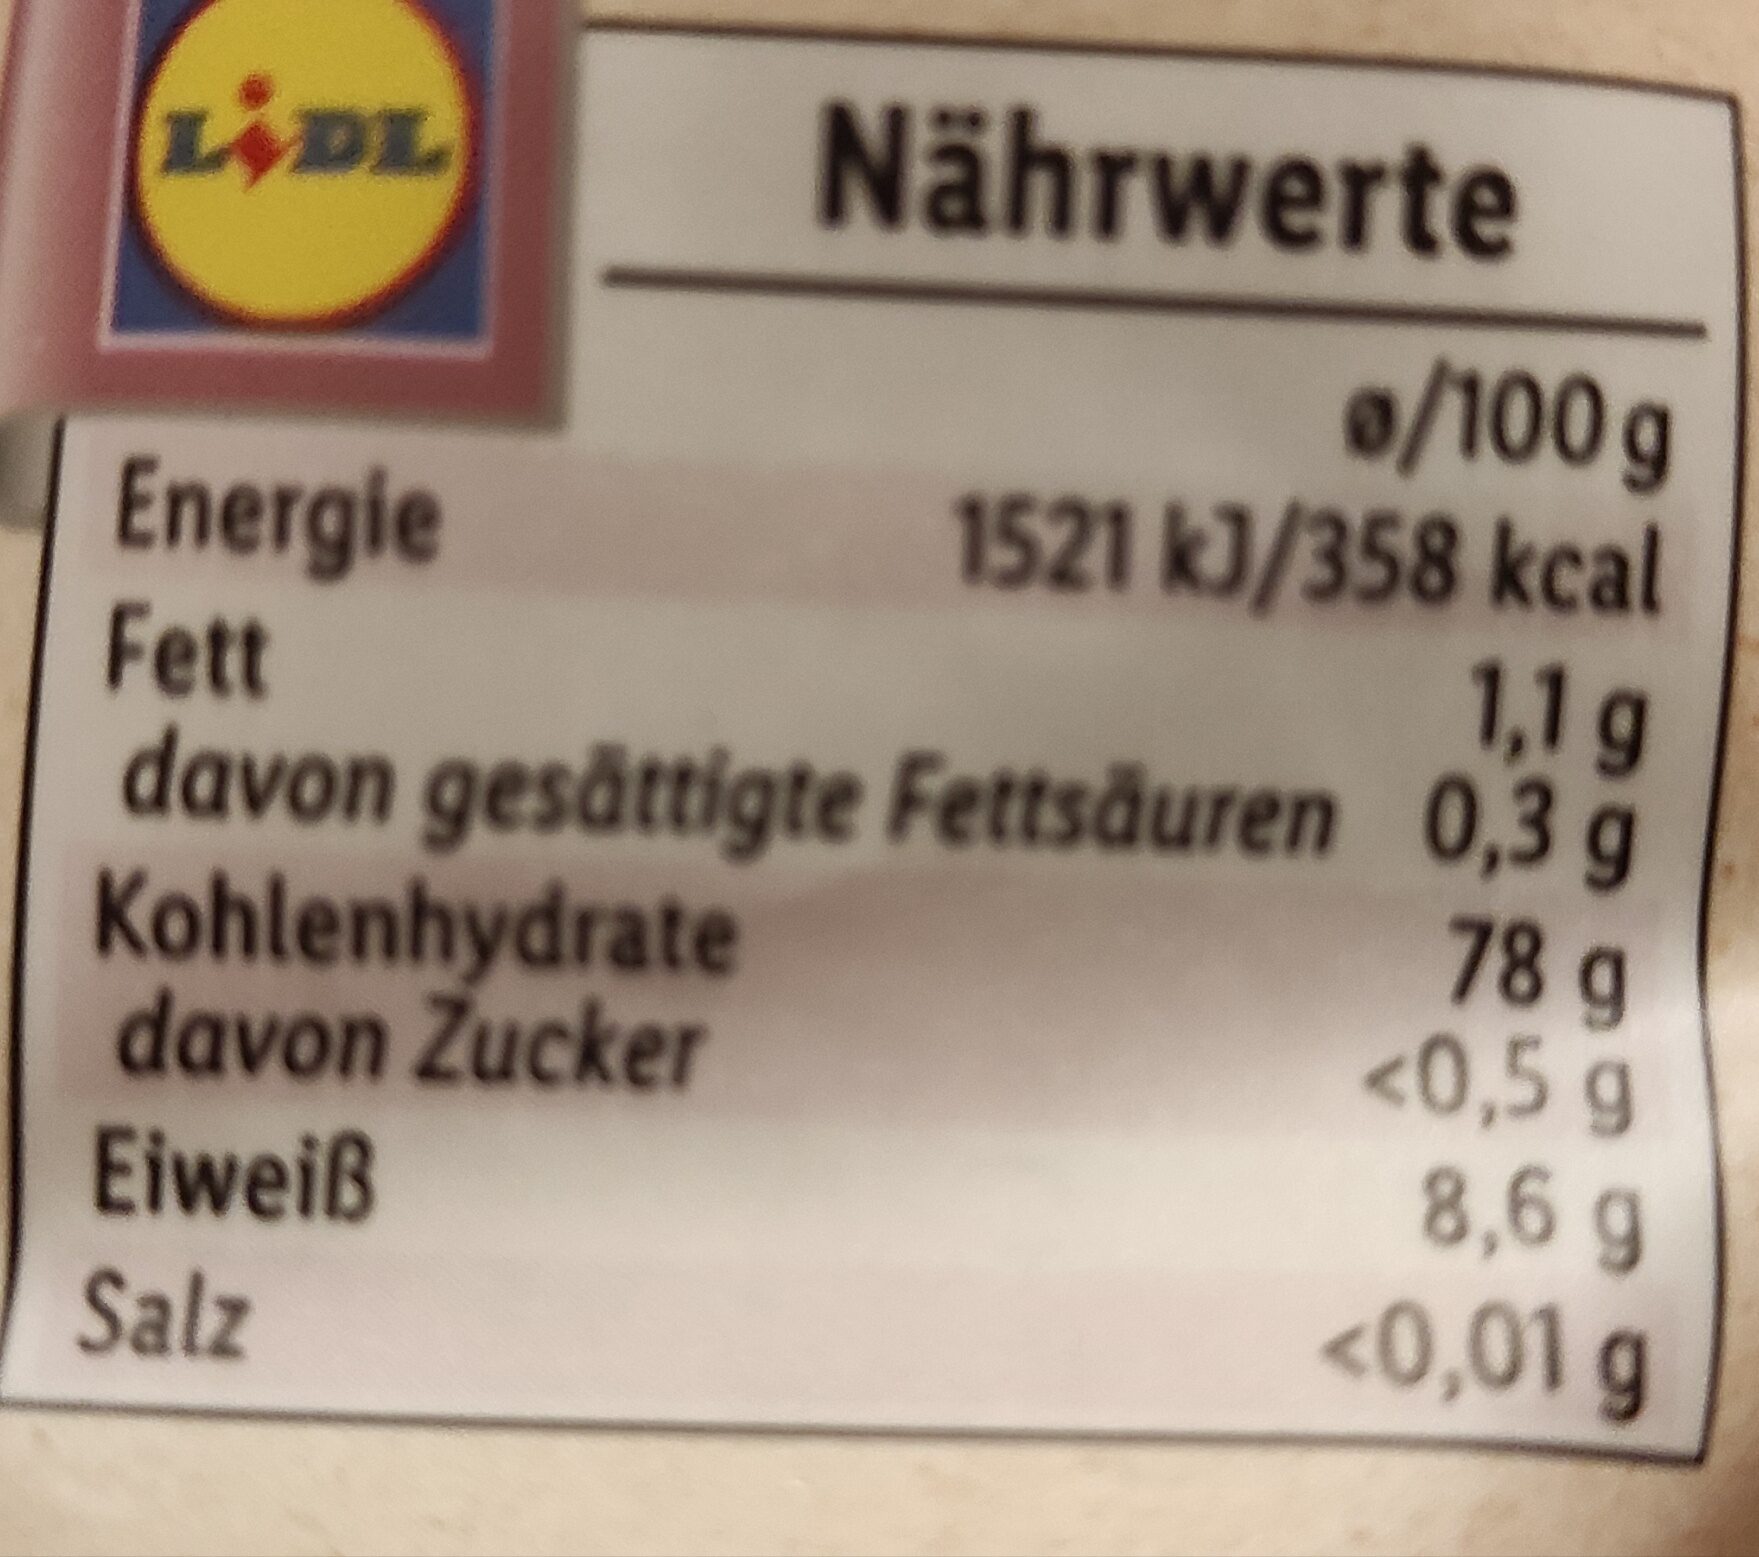 LiDL
Nährwerte
ø/100 g
Energie 1521 kJ/358 kcal
Fett 1,1 g
davon gesättigte Fettsäuren 0,3 g
Kohlenhydrate 78 g
davon Zucker <0,5 g
Eiweiß 8,6 g
Salz <0,01 g